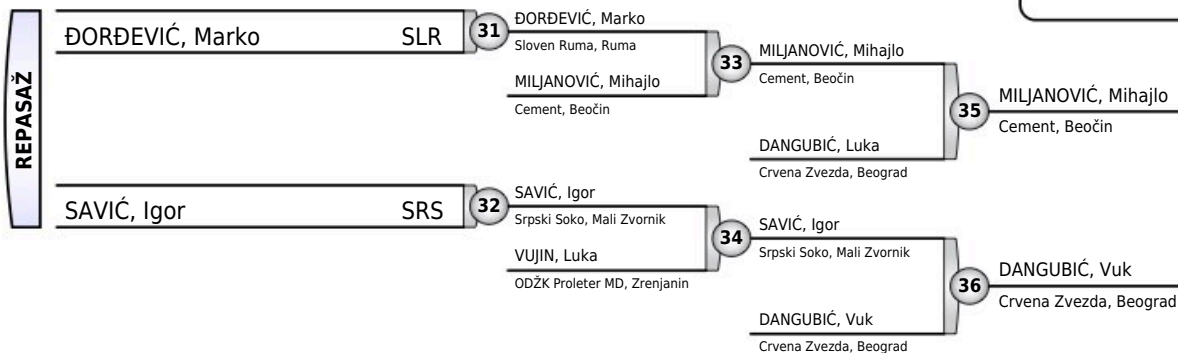 REPASAŽ
ĐORĐEVIĆ, Marko SLR
31
ĐORĐEVIĆ, Marko
Sloven Ruma, Ruma
MILJANOVIĆ, Mihajlo
Cement, Beočin
33
MILJANOVIĆ, Mihajlo
Cement, Beočin
DANGUBIĆ, Luka
Crvena Zvezda, Beograd
35
MILJANOVIĆ, Mihajlo
Cement, Beočin
SAVIĆ, Igor SRS
32
SAVIĆ, Igor
Srpski Soko, Mali Zvornik
VUJIN, Luka
ODŽK Proleter MD, Zrenjanin
34
SAVIĆ, Igor
Srpski Soko, Mali Zvornik
DANGUBIĆ, Vuk
Crvena Zvezda, Beograd
36
DANGUBIĆ, Vuk
Crvena Zvezda, Beograd